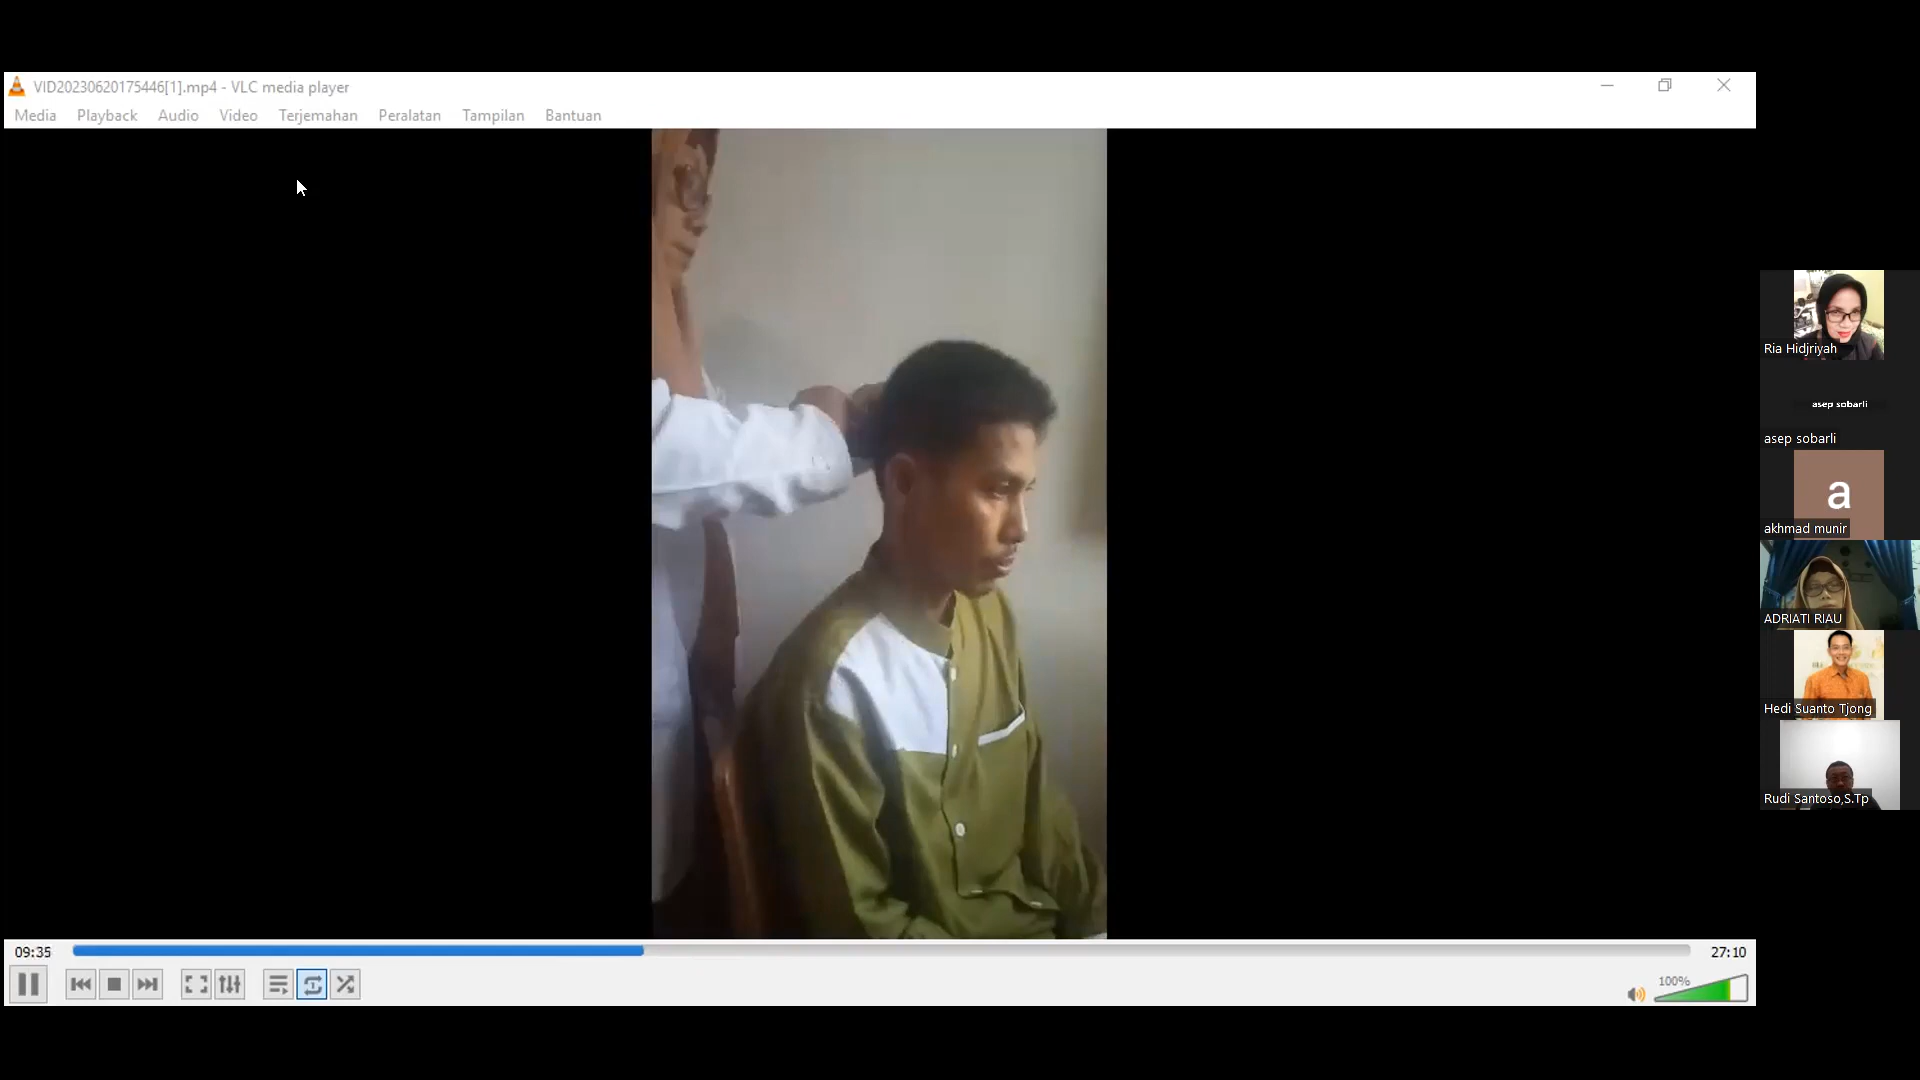 VID20230620175446[1].mp4 - VLC media player
Media Playback Audio Video Terjemahan Peralatan Tampilan Bantuan
Ria Hidjriyah
asep sobarli
asep sobarli
a
akhmad munir
ADRIATI RIAU
Hedi Suanto Tjong
Rudi Santoso,S.Tp
09:35
27:10
100%